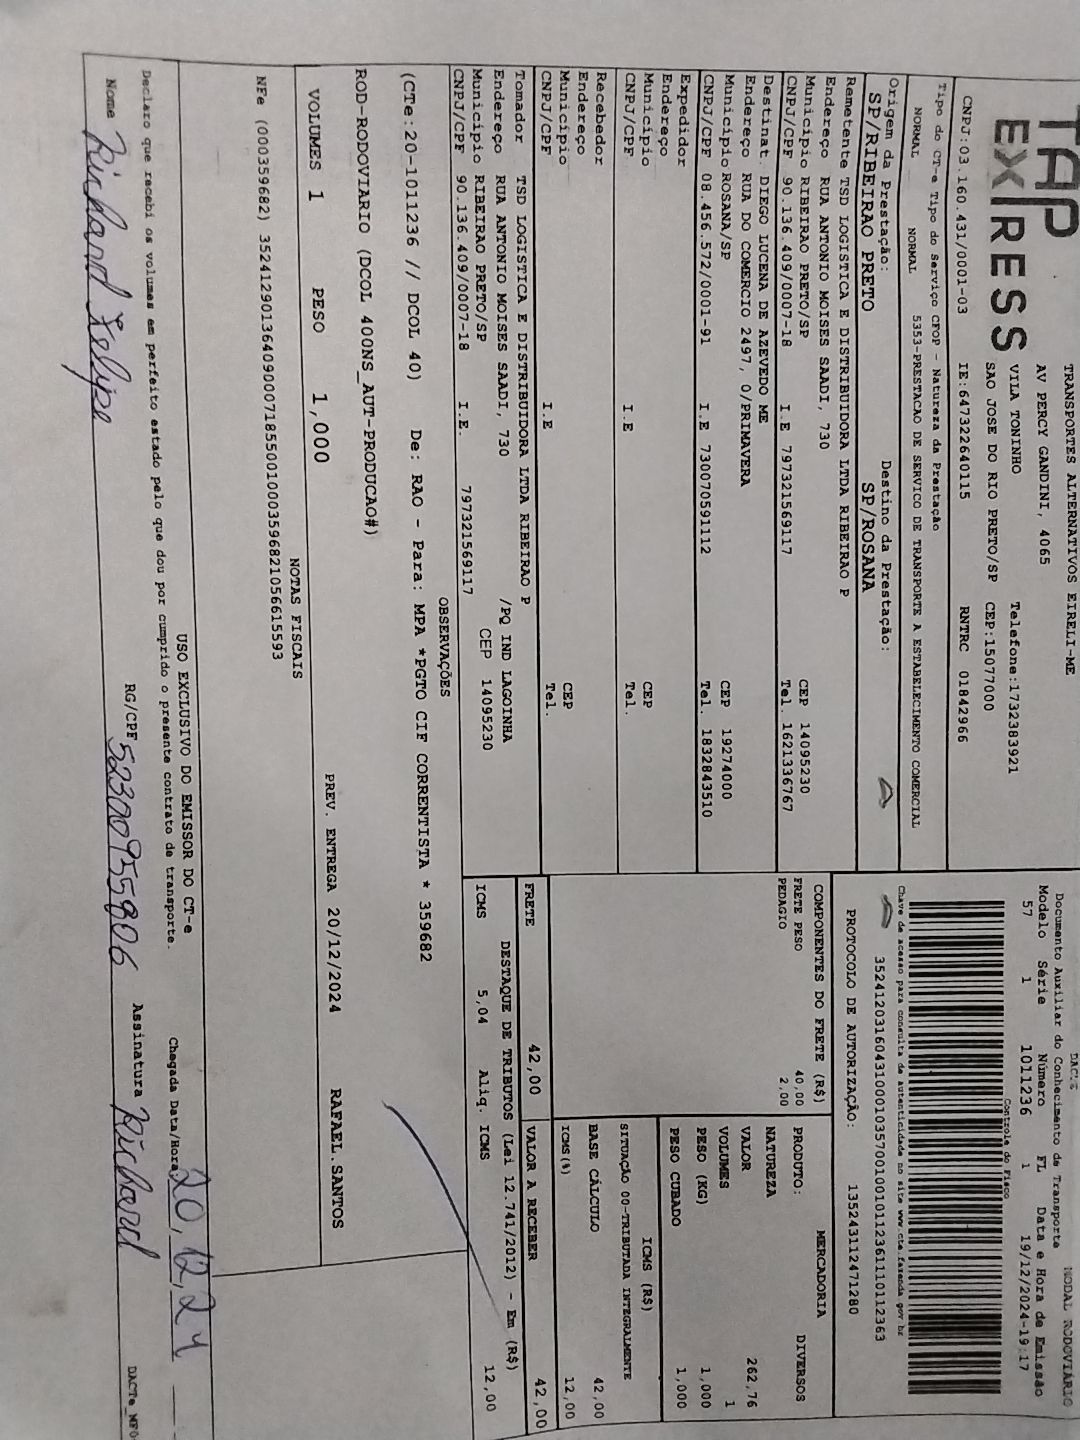 TAP
EXPRESS
TRANSPORTES ALTERNATIVOS EIRELI-ME
AV PERCY GANDINI, 4065
VILA TONINHO Telefone:1732383921
SAO JOSE DO RIO PRETO/SP CEP:15077000
CNPJ:03.160.431/0001-03 IE:647322640115 RNTRC 01842966
MODAL RODOVIÁRIO
Documento Auxiliar do Conhecimento de Transporte
Modelo Série Número FL Data e Hora de Emissão
57 1 1011236 1 19/12/2024-19:17
Controle do Fisco
Chave de acesso para consulta de autenticidade no site www.cte.fazenda.gov.br
35241203160431000103570010010112361110112363
PROTOCOLO DE AUTORIZAÇÃO: 135243112471280
Tipo do CT-e Tipo do Serviço CFOP - Natureza da Prestação
NORMAL NORMAL 5353-PRESTACAO DE SERVICO DE TRANSPORTE A ESTABELECIMENTO COMERCIAL
Origem da Prestação: Destino da Prestação:
SP/RIBEIRAO PRETO SP/ROSANA
Remetente TSD LOGISTICA E DISTRIBUIDORA LTDA RIBEIRAO P
Endereço RUA ANTONIO MOISES SAADI, 730
Município RIBEIRAO PRETO/SP CEP 14095230
CNPJ/CPF 90.136.409/0007-18 I.E 797321569117 Tel. 1621336767
Destinat. DIEGO LUCENA DE AZEVEDO ME
Endereço RUA DO COMERCIO 2497, 0/PRIMAVERA
Município ROSANA/SP CEP 19274000
CNPJ/CPF 08.456.572/0001-91 I.E 730070591112 Tel. 1832843510
Expedidor
Endereço
Município CEP
CNPJ/CPF I.E Tel.
Recebedor
Endereço
Município CEP
CNPJ/CPF I.E Tel.
Tomador TSD LOGISTICA E DISTRIBUIDORA LTDA RIBEIRAO P
Endereço RUA ANTONIO MOISES SAADI, 730 /PQ IND LAGOINHA
Município RIBEIRAO PRETO/SP CEP 14095230
CNPJ/CPF 90.136.409/0007-18 I.E. 797321569117
COMPONENTES DO FRETE (R$)
FRETE PESO 40,00
PEDAGIO 2,00
MERCADORIA
PRODUTO: DIVERSOS
NATUREZA
VALOR 262,76
VOLUMES 1
PESO (KG) 1,000
PESO CUBADO 1,000
ICMS (R$)
SITUAÇÃO 00-TRIBUTADA INTEGRALMENTE
BASE CÁLCULO 42,00
ICMS(%) 12,00
FRETE 42,00 VALOR A RECEBER 42,00
DESTAQUE DE TRIBUTOS (Lei 12.741/2012) - Em (R$)
ICMS 5,04 Aliq. ICMS 12,00
OBSERVAÇÕES
(CTe:20-1011236 // DCOL 40) De: RAO - Para: MPA *PGTO CIF CORRENTISTA * 359682
ROD-RODOVIARIO (DCOL 400NS_AUT-PRODUCAO#)
VOLUMES 1 PESO 1,000 PREV. ENTREGA 20/12/2024 RAFAEL.SANTOS
NOTAS FISCAIS
NFe (000359682) 35241290136409000718550010003596821056615593
USO EXCLUSIVO DO EMISSOR DO CT-e
Declaro que recebi os volumes em perfeito estado pelo que dou por cumprido o presente contrato de transporte. Chegada Data/Hora 20,12,24
Nome Richard Felipe RG/CPF 52300955806 Assinatura Richard